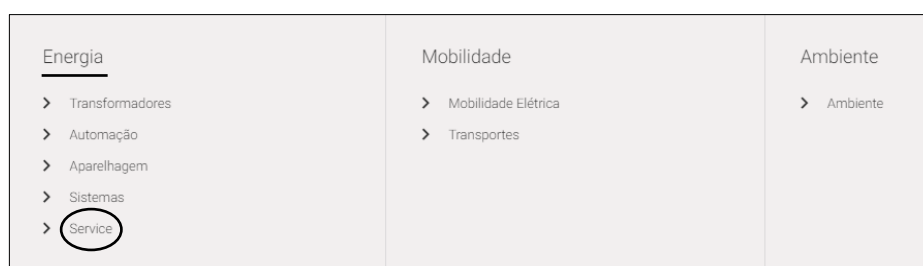 Energia
Transformadores
Automação
Aparelhagem
Sistemas
Service
Mobilidade
Mobilidade Elétrica
Transportes
Ambiente
Ambiente